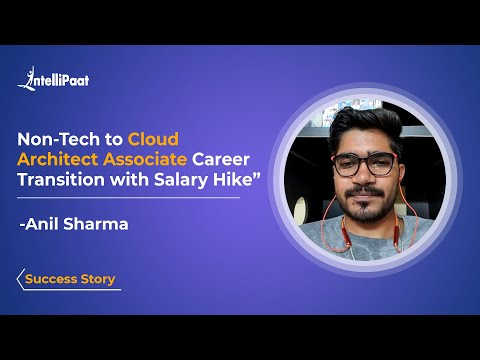 IntelliPaat
Non-Tech to Cloud
Architect Associate Career
Transition with Salary Hike”
-Anil Sharma
Success Story